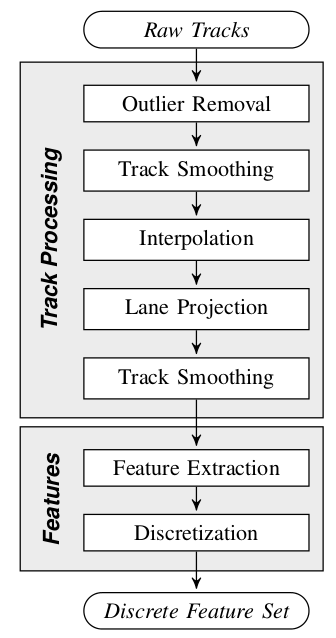 Raw Tracks
Track Processing
Outlier Removal
Track Smoothing
Interpolation
Lane Projection
Track Smoothing
Features
Feature Extraction
Discretization
Discrete Feature Set